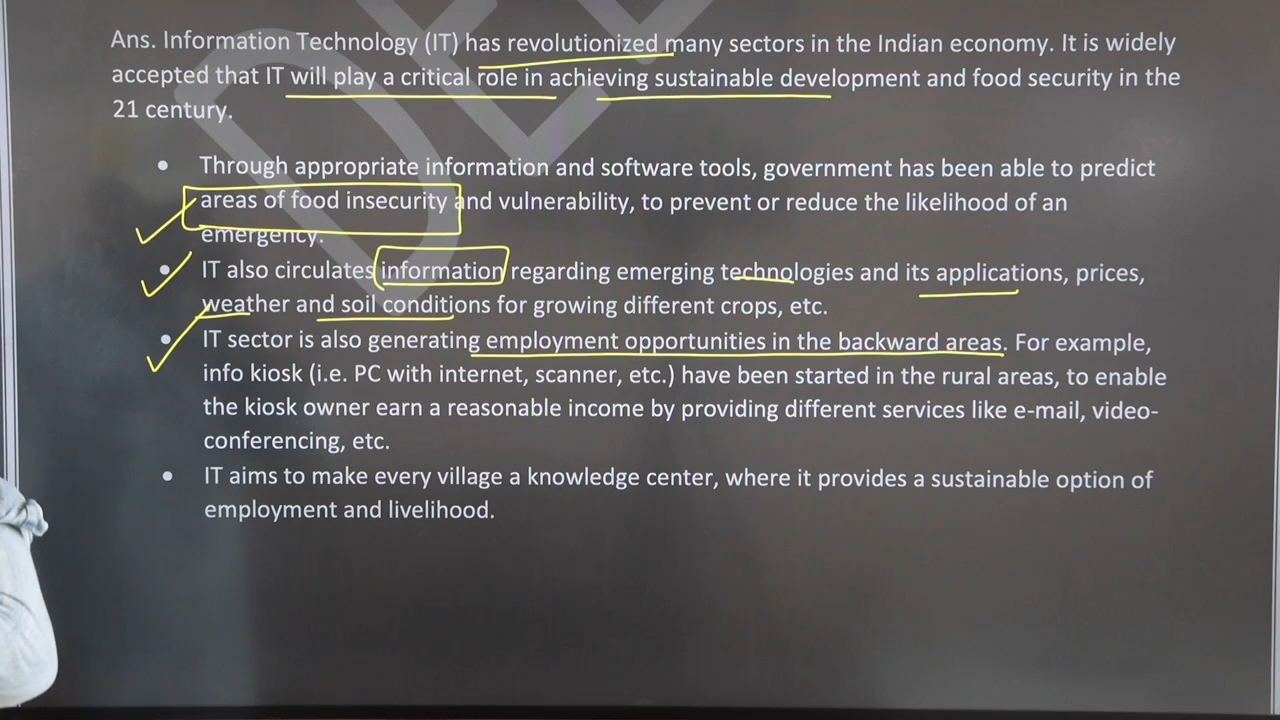 Ans. Information Technology (IT) has revolutionized many sectors in the Indian economy. It is widely
accepted that IT will play a critical role in achieving sustainable development and food security in the
21 century.
• Through appropriate information and software tools, government has been able to predict
areas of food insecurity and vulnerability, to prevent or reduce the likelihood of an
emergency.
• IT also circulates information regarding emerging technologies and its applications, prices,
weather and soil conditions for growing different crops, etc.
• IT sector is also generating employment opportunities in the backward areas. For example,
info kiosk (i.e. PC with internet, scanner, etc.) have been started in the rural areas, to enable
the kiosk owner earn a reasonable income by providing different services like e-mail, video-
conferencing, etc.
• IT aims to make every village a knowledge center, where it provides a sustainable option of
employment and livelihood.